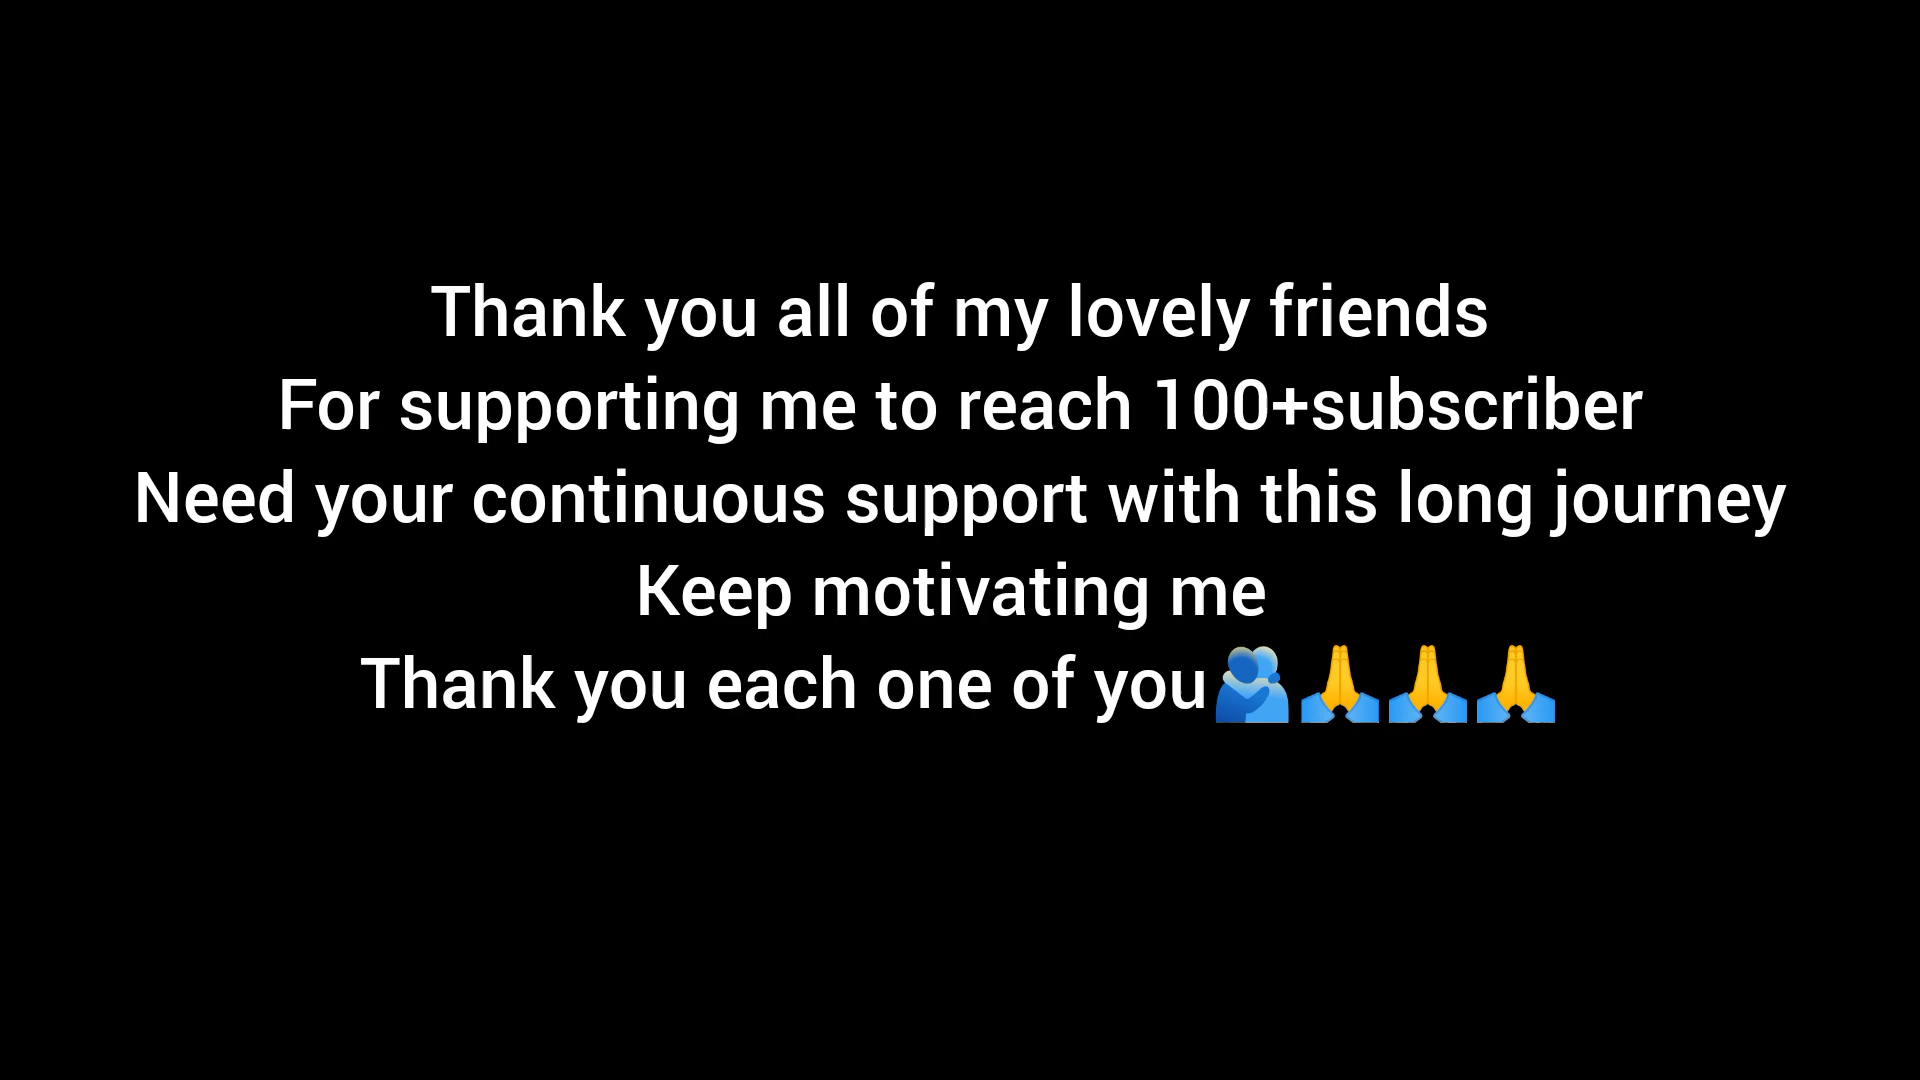 Thank you all of my lovely friends
For supporting me to reach 100+subscriber
Need your continuous support with this long journey
Keep motivating me
Thank you each one of you🫂🙏🙏🙏